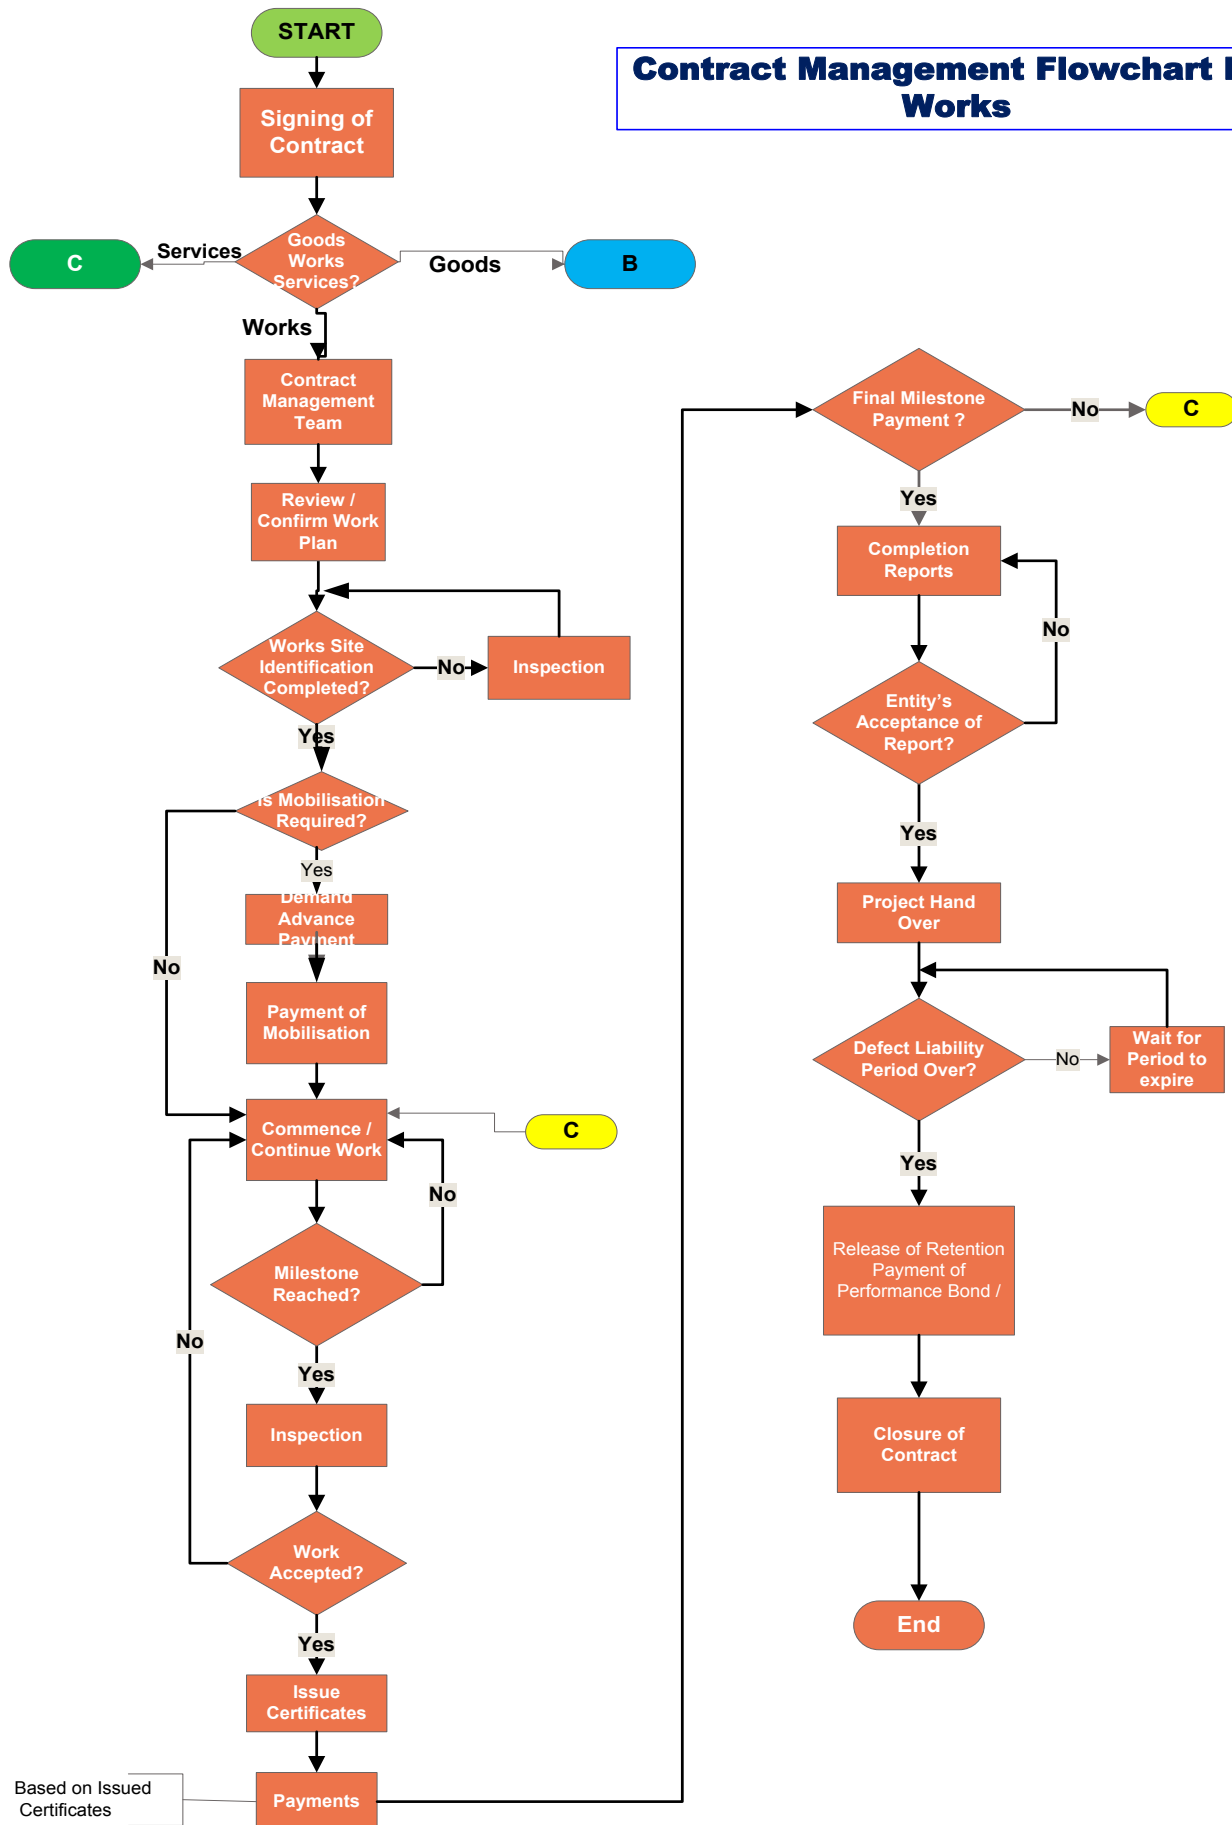 START
Contract Management Flowchart
Works
Signing of
Contract
Goods
Works
Services?
Services
C
Goods
B
Works
Contract
Management
Team
Review /
Confirm Work
Plan
Works Site
Identification
Completed?
No
Inspection
Yes
Is Mobilisation
Required?
Yes
Demand
Advance
Payment
No
Payment of
Mobilisation
Commence /
Continue Work
C
No
Milestone
Reached?
No
Yes
Inspection
Work
Accepted?
Yes
Issue
Certificates
Based on Issued
Certificates
Payments
Final Milestone
Payment ?
No
C
Yes
Completion
Reports
No
Entity's
Acceptance of
Report?
Yes
Project Hand
Over
Defect Liability
Period Over?
No
Wait for
Period to
expire
Yes
Release of Retention
Payment of
Performance Bond /
Closure of
Contract
End